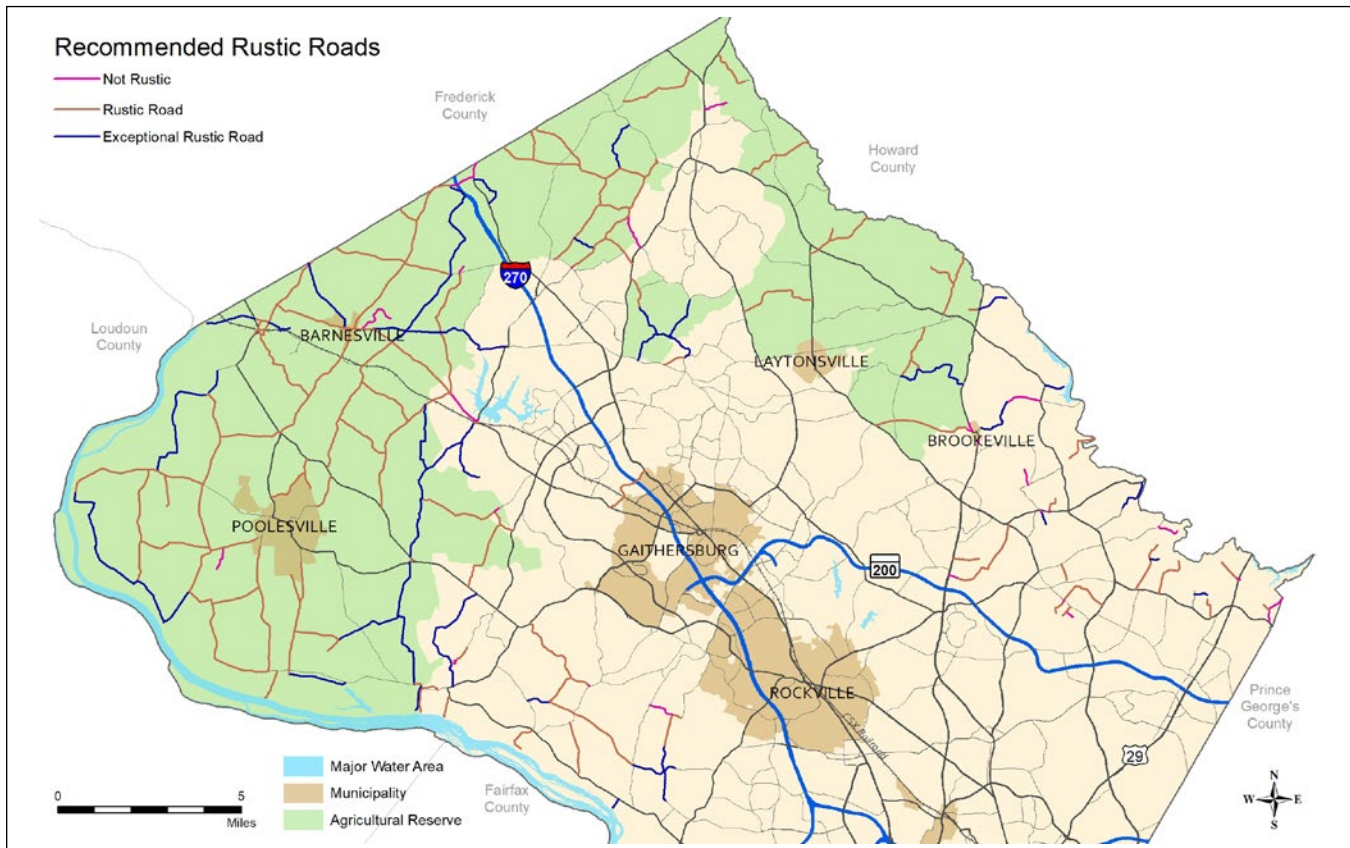 Recommended Rustic Roads
Not Rustic
Rustic Road
Exceptional Rustic Road
Frederick
County
Howard
County
270
Loudoun
County
BARNESVILLE
LAYTONSVILLE
BROOKEVILLE
POOLESVILLE
GAITHERSBURG
200
ROCKVILLE
CSX Railroad
Prince
George's
County
29
Major Water Area
Municipality
Agricultural Reserve
Fairfax
County
0 5
Miles
N
W E
S